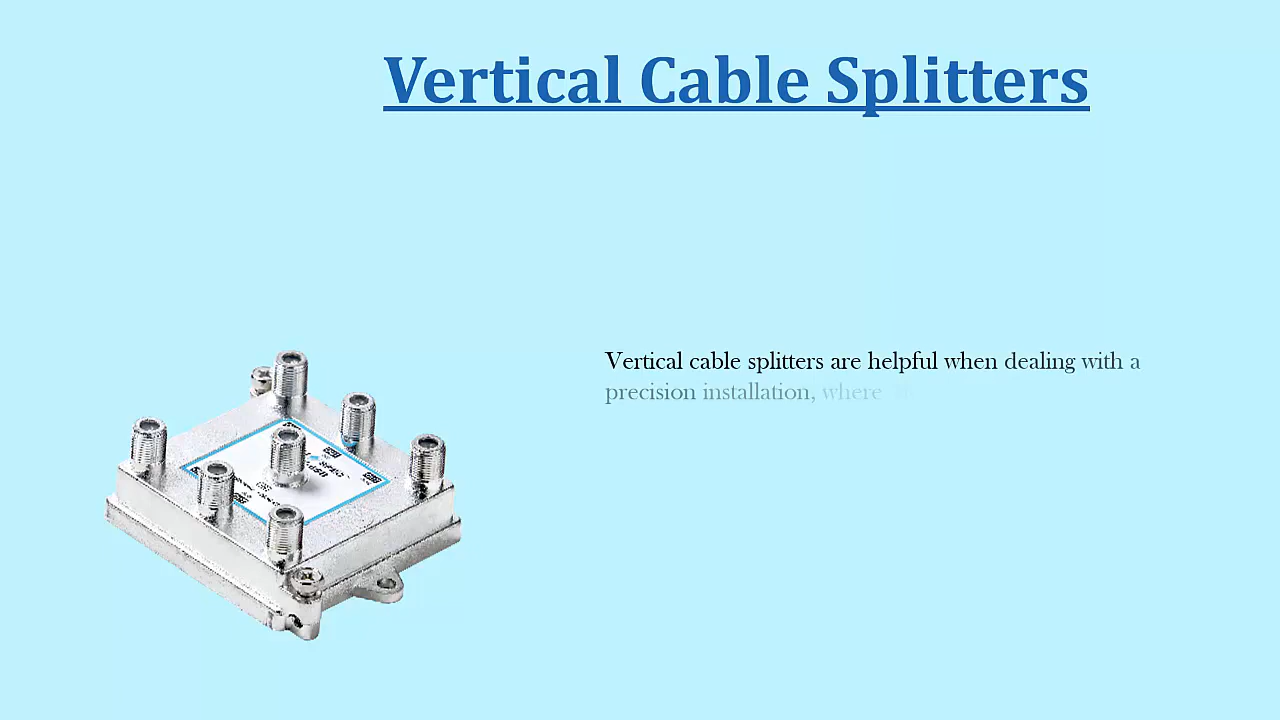 Vertical Cable Splitters
Vertical cable splitters are helpful when dealing with a
precision installation, where